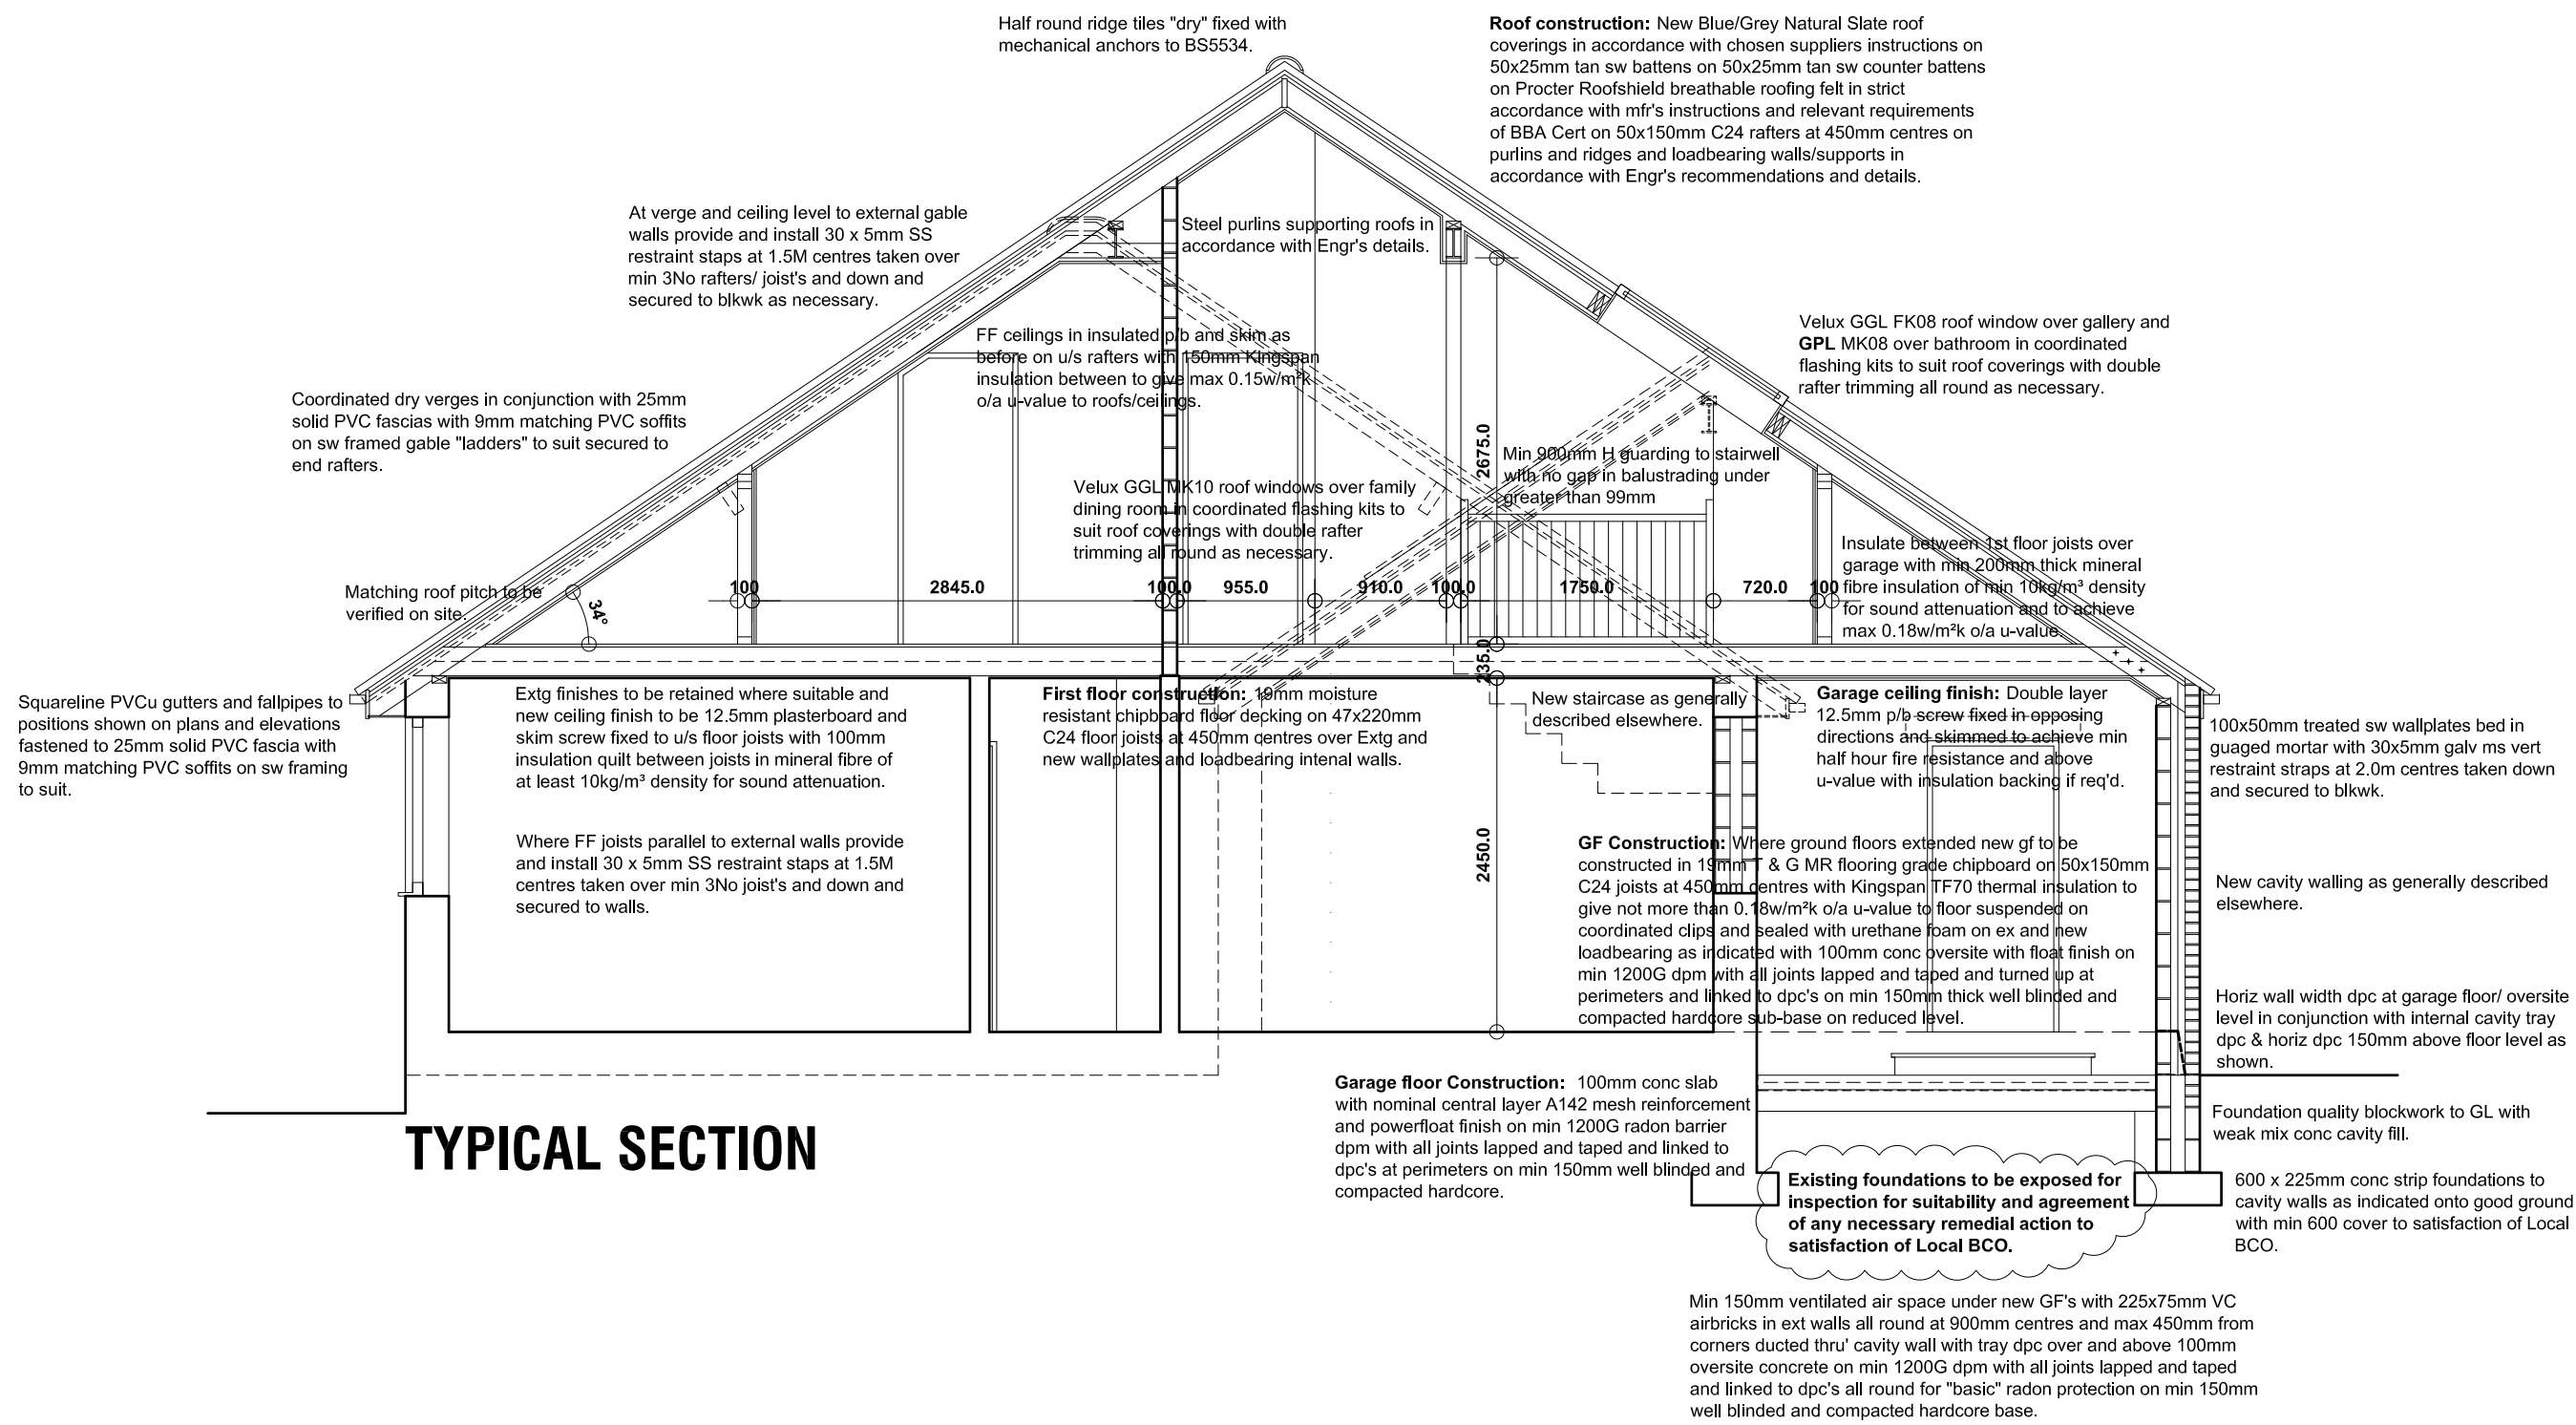 Half round ridge tiles "dry" fixed with
mechanical anchors to BS5534.
Roof construction: New Blue/Grey Natural Slate roof
coverings in accordance with chosen suppliers instructions on
50x25mm tan sw battens on 50x25mm tan sw counter battens
on Procter Roofshield breathable roofing felt in strict
accordance with mfr's instructions and relevant requirements
of BBA Cert on 50x150mm C24 rafters at 450mm centres on
purlins and ridges and loadbearing walls/supports in
accordance with Engr's recommendations and details.
At verge and ceiling level to external gable
walls provide and install 30 x 5mm SS
restraint staps at 1.5M centres taken over
min 3No rafters/ joist's and down and
secured to blkwk as necessary.
Steel purlins supporting roofs in
accordance with Engr's details.
FF ceilings in insulated p/b and skim as
before on u/s rafters with 150mm Kingspan
insulation between to give max 0.15w/m²k
o/a u-value to roofs/ceilings.
Velux GGL FK08 roof window over gallery and
GPL MK08 over bathroom in coordinated
flashing kits to suit roof coverings with double
rafter trimming all round as necessary.
Coordinated dry verges in conjunction with 25mm
solid PVC fascias with 9mm matching PVC soffits
on sw framed gable "ladders" to suit secured to
end rafters.
2675.0
Min 900mm H guarding to stairwell
with no gap in balustrading under
greater than 99mm
Velux GGL MK10 roof windows over family
dining room in coordinated flashing kits to
suit roof coverings with double rafter
trimming all round as necessary.
Insulate between 1st floor joists over
garage with min 200mm thick mineral
fibre insulation of min 10kg/m³ density
for sound attenuation and to achieve
max 0.18w/m²k o/a u-value.
Matching roof pitch to be
verified on site.
34°
100 2845.0 100.0 955.0 910.0 100.0 1750.0 720.0 100
235.0
Squareline PVCu gutters and fallpipes to
positions shown on plans and elevations
fastened to 25mm solid PVC fascia with
9mm matching PVC soffits on sw framing
to suit.
Extg finishes to be retained where suitable and
new ceiling finish to be 12.5mm plasterboard and
skim screw fixed to u/s floor joists with 100mm
insulation quilt between joists in mineral fibre of
at least 10kg/m³ density for sound attenuation.
First floor construction: 19mm moisture
resistant chipboard floor decking on 47x220mm
C24 floor joists at 450mm centres over Extg and
new wallplates and loadbearing intenal walls.
New staircase as generally
described elsewhere.
Garage ceiling finish: Double layer
12.5mm p/b screw fixed in opposing
directions and skimmed to achieve min
half hour fire resistance and above
u-value with insulation backing if req'd.
100x50mm treated sw wallplates bed in
guaged mortar with 30x5mm galv ms vert
restraint straps at 2.0m centres taken down
and secured to blkwk.
Where FF joists parallel to external walls provide
and install 30 x 5mm SS restraint staps at 1.5M
centres taken over min 3No joist's and down and
secured to walls.
2450.0
GF Construction: Where ground floors extended new gf to be
constructed in 19mm T & G MR flooring grade chipboard on 50x150mm
C24 joists at 450mm centres with Kingspan TF70 thermal insulation to
give not more than 0.18w/m²k o/a u-value to floor suspended on
coordinated clips and sealed with urethane foam on ex and new
loadbearing as indicated with 100mm conc oversite with float finish on
min 1200G dpm with all joints lapped and taped and turned up at
perimeters and linked to dpc's on min 150mm thick well blinded and
compacted hardcore sub-base on reduced level.
New cavity walling as generally described
elsewhere.
Horiz wall width dpc at garage floor/ oversite
level in conjunction with internal cavity tray
dpc & horiz dpc 150mm above floor level as
shown.
Garage floor Construction: 100mm conc slab
with nominal central layer A142 mesh reinforcement
and powerfloat finish on min 1200G radon barrier
dpm with all joints lapped and taped and linked to
dpc's at perimeters on min 150mm well blinded and
compacted hardcore.
Foundation quality blockwork to GL with
weak mix conc cavity fill.
TYPICAL SECTION
Existing foundations to be exposed for
inspection for suitability and agreement
of any necessary remedial action to
satisfaction of Local BCO.
600 x 225mm conc strip foundations to
cavity walls as indicated onto good ground
with min 600 cover to satisfaction of Local
BCO.
Min 150mm ventilated air space under new GF's with 225x75mm VC
airbricks in ext walls all round at 900mm centres and max 450mm from
corners ducted thru' cavity wall with tray dpc over and above 100mm
oversite concrete on min 1200G dpm with all joints lapped and taped
and linked to dpc's all round for "basic" radon protection on min 150mm
well blinded and compacted hardcore base.